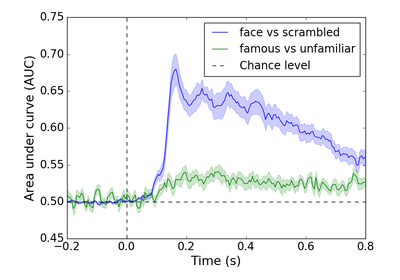 0.75
0.70
0.65
0.60
0.55
0.50
0.45
Area under curve (AUC)
face vs scrambled
famous vs unfamiliar
Chance level
−0.2
0.0
0.2
0.4
0.6
0.8
Time (s)